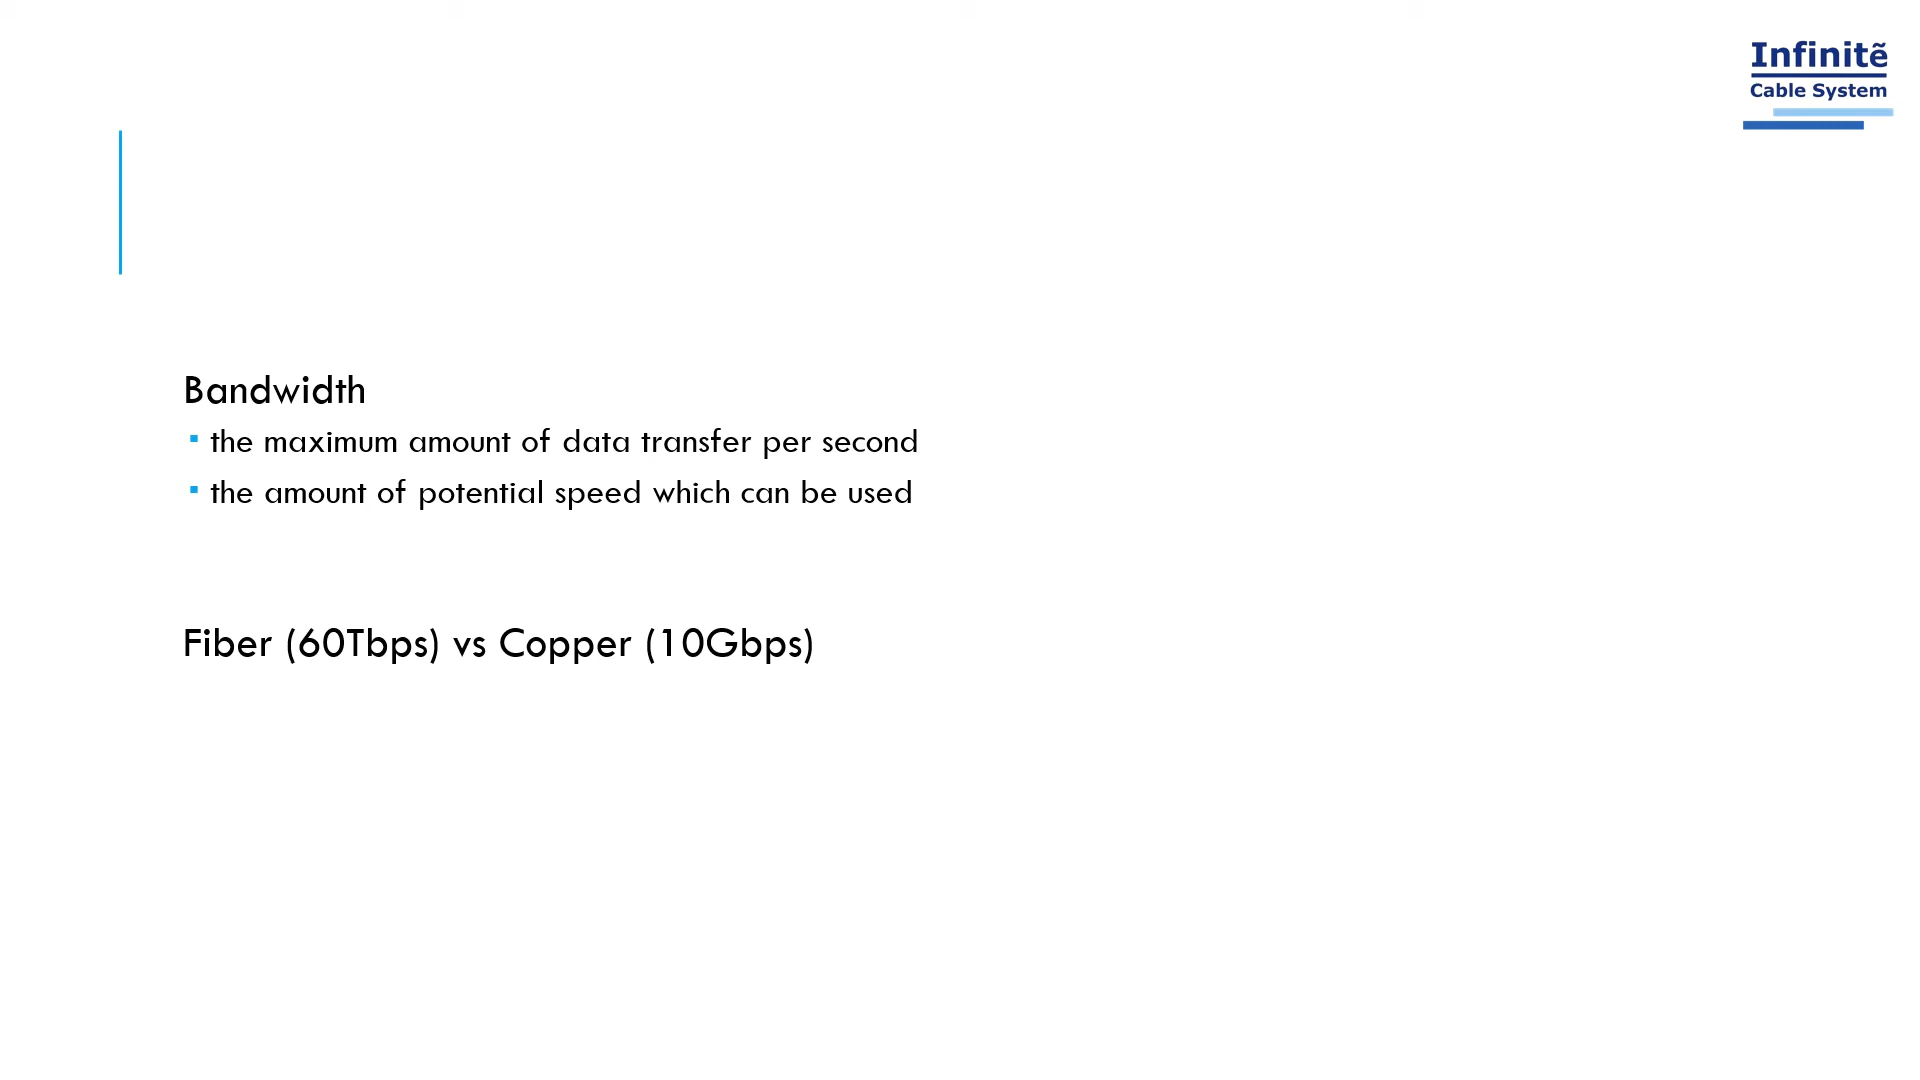 Infinitẽ
Cable System
Bandwidth
▪ the maximum amount of data transfer per second
▪ the amount of potential speed which can be used
Fiber (60Tbps) vs Copper (10Gbps)